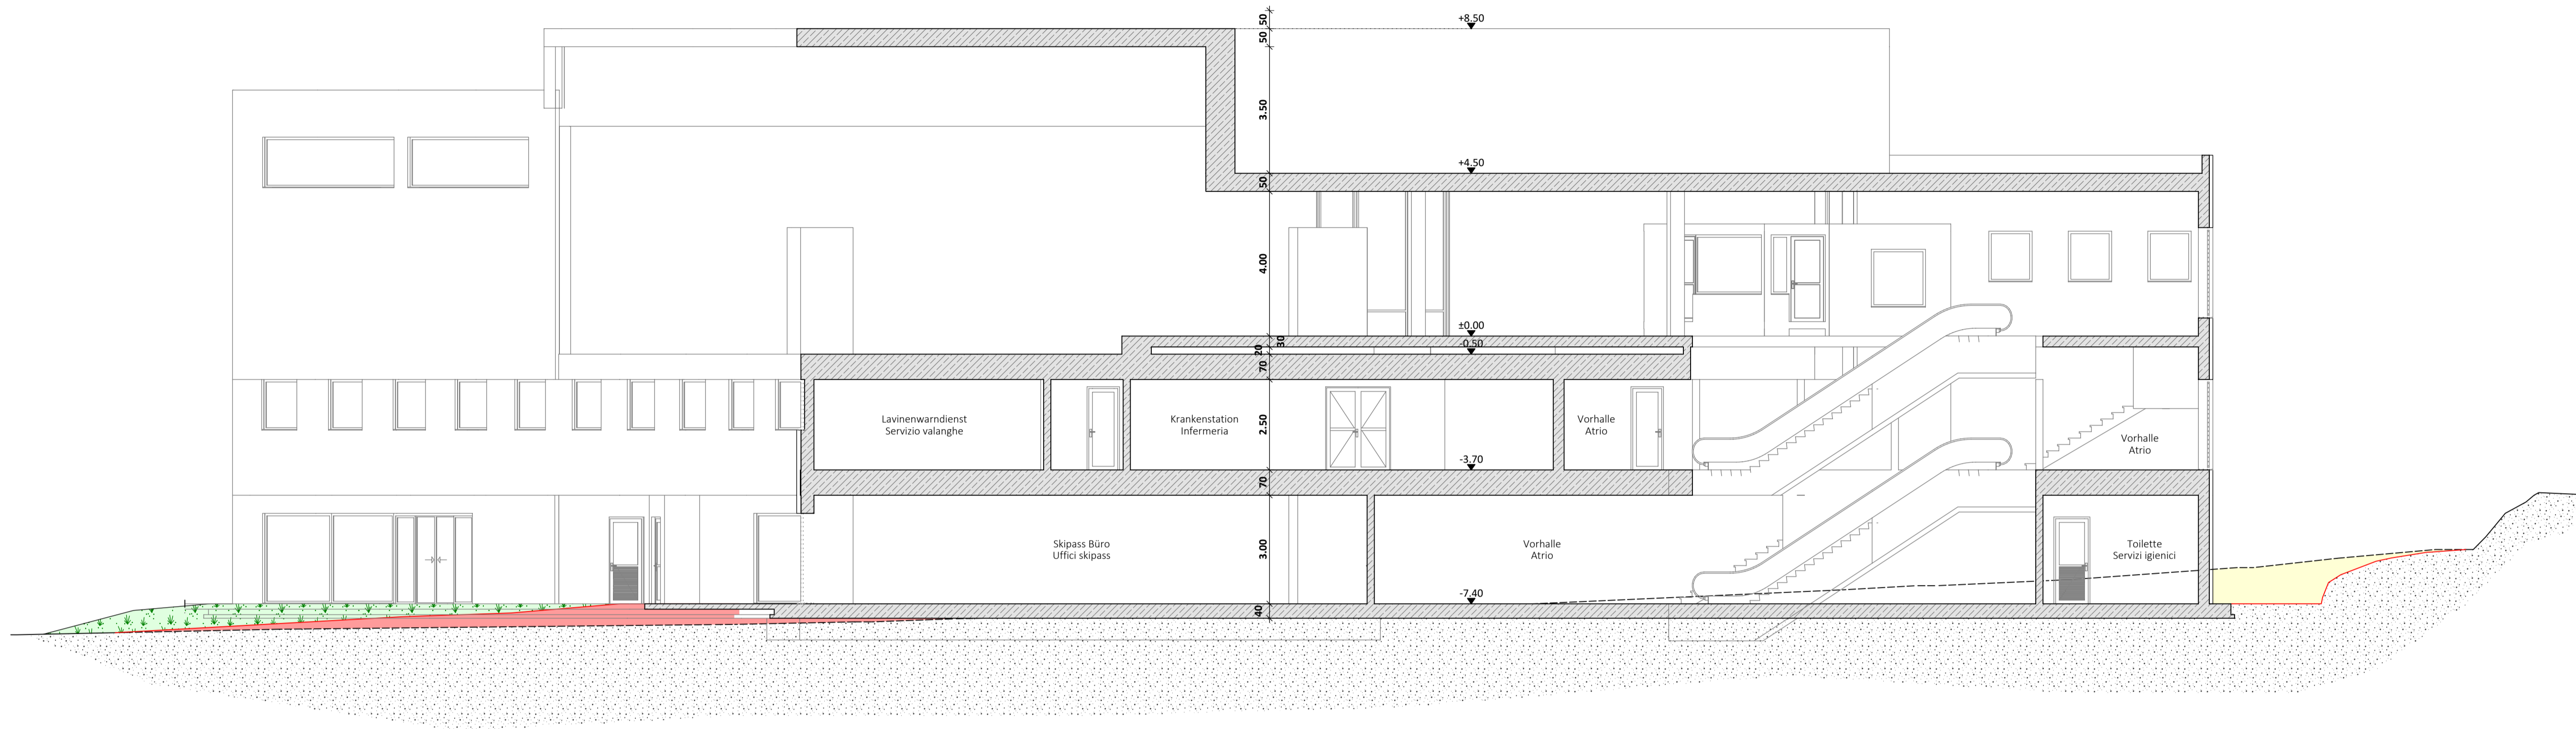 50
+8.50
50
3.50
+4.50
50
4.00
±0.00
30
-0.50
20
70
Lavinenwarndienst
Servizio valanghe
Krankenstation
Infermeria
2.50
Vorhalle
Atrio
Vorhalle
Atrio
-3.70
70
Skipass Büro
Uffici skipass
3.00
Vorhalle
Atrio
Toilette
Servizi igienici
-7.40
40